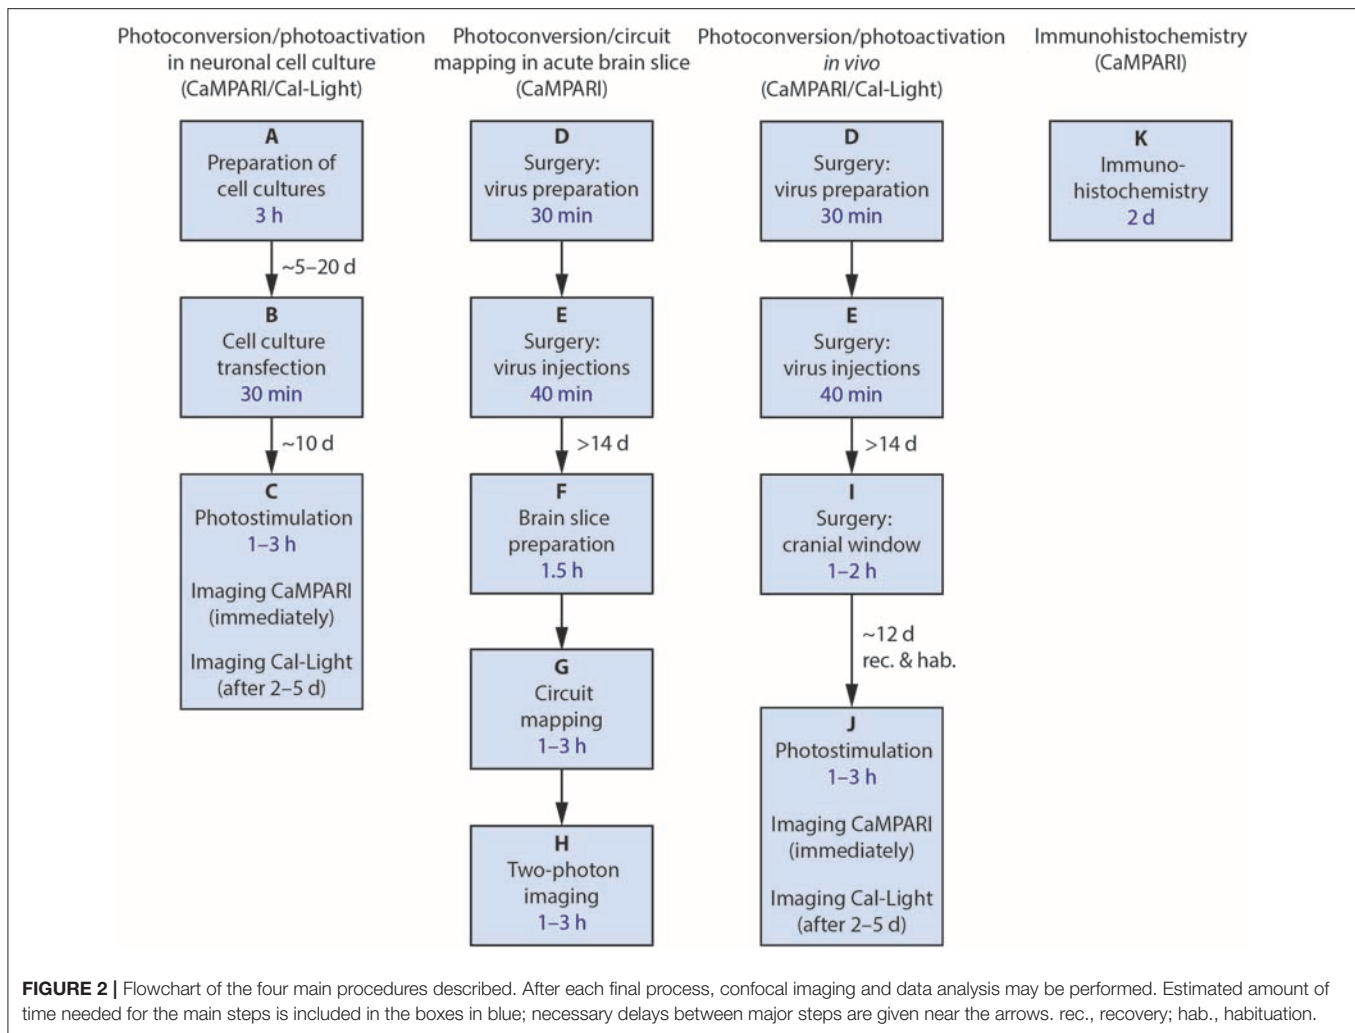 Photoconversion/photoactivation
in neuronal cell culture
(CaMPARI/Cal-Light)
A
Preparation of
cell cultures
3 h
~5–20 d
B
Cell culture
transfection
30 min
~10 d
C
Photostimulation
1–3 h
Imaging CaMPARI
(immediately)
Imaging Cal-Light
(after 2–5 d)
Photoconversion/circuit
mapping in acute brain slice
(CaMPARI)
D
Surgery:
virus preparation
30 min
E
Surgery:
virus injections
40 min
>14 d
F
Brain slice
preparation
1.5 h
G
Circuit
mapping
1–3 h
H
Two-photon
imaging
1–3 h
Photoconversion/photoactivation
in vivo
(CaMPARI/Cal-Light)
D
Surgery:
virus preparation
30 min
E
Surgery:
virus injections
40 min
>14 d
I
Surgery:
cranial window
1–2 h
~12 d
rec. & hab.
J
Photostimulation
1–3 h
Imaging CaMPARI
(immediately)
Imaging Cal-Light
(after 2–5 d)
Immunohistochemistry
(CaMPARI)
K
Immuno-
histochemistry
2 d
FIGURE 2 | Flowchart of the four main procedures described. After each final process, confocal imaging and data analysis may be performed. Estimated amount of
time needed for the main steps is included in the boxes in blue; necessary delays between major steps are given near the arrows. rec., recovery; hab., habituation.